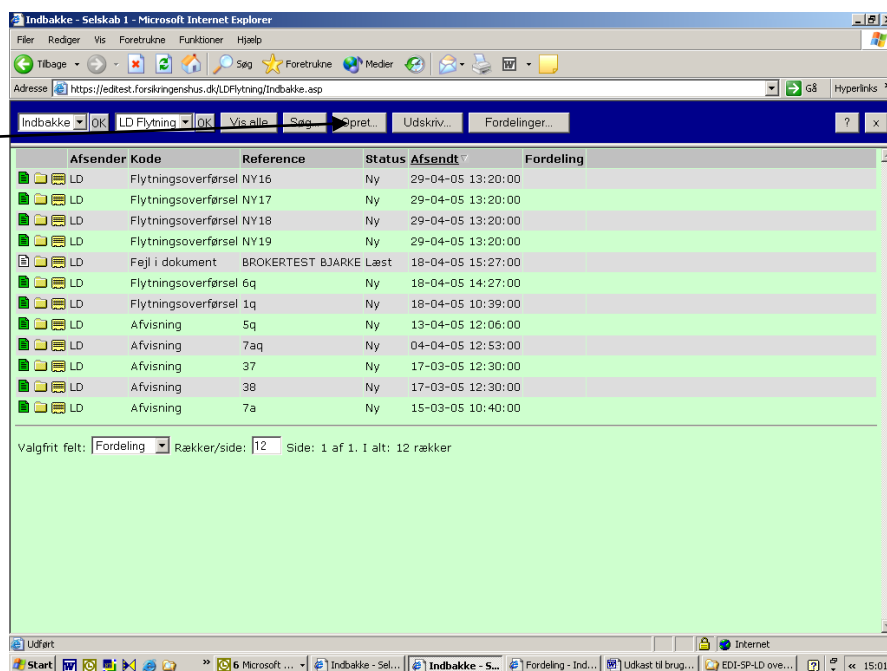 Indbakke - Selskab 1 - Microsoft Internet Explorer
Filer Rediger Vis Foretrukne Funktioner Hjælp
Tilbage Søg Foretrukne Medier
Adresse https://editest.forsikringenshus.dk/LDFlytning/Indbakke.asp Gå Hyperlinks »
Indbakke OK LD Flytning OK Vis alle Søg... Opret... Udskriv... Fordelinger... ? x
Afsender Kode Reference Status Afsendt Fordeling
LD Flytningsoverførsel NY16 Ny 29-04-05 13:20:00
LD Flytningsoverførsel NY17 Ny 29-04-05 13:20:00
LD Flytningsoverførsel NY18 Ny 29-04-05 13:20:00
LD Flytningsoverførsel NY19 Ny 29-04-05 13:20:00
LD Fejl i dokument BROKERTEST BJARKE Læst 18-04-05 15:27:00
LD Flytningsoverførsel 6q Ny 18-04-05 14:27:00
LD Flytningsoverførsel 1q Ny 18-04-05 10:39:00
LD Afvisning 5q Ny 13-04-05 12:06:00
LD Afvisning 7aq Ny 04-04-05 12:53:00
LD Afvisning 37 Ny 17-03-05 12:30:00
LD Afvisning 38 Ny 17-03-05 12:30:00
LD Afvisning 7a Ny 15-03-05 10:40:00
Valgfrit felt: Fordeling Rækker/side: 12 Side: 1 af 1. I alt: 12 rækker
Udført Internet
Start » 6 Microsoft ... Indbakke - Sel... Indbakke - S... Fordeling - Ind... Udkast til brug... EDI-SP-LD ove... « 15:01